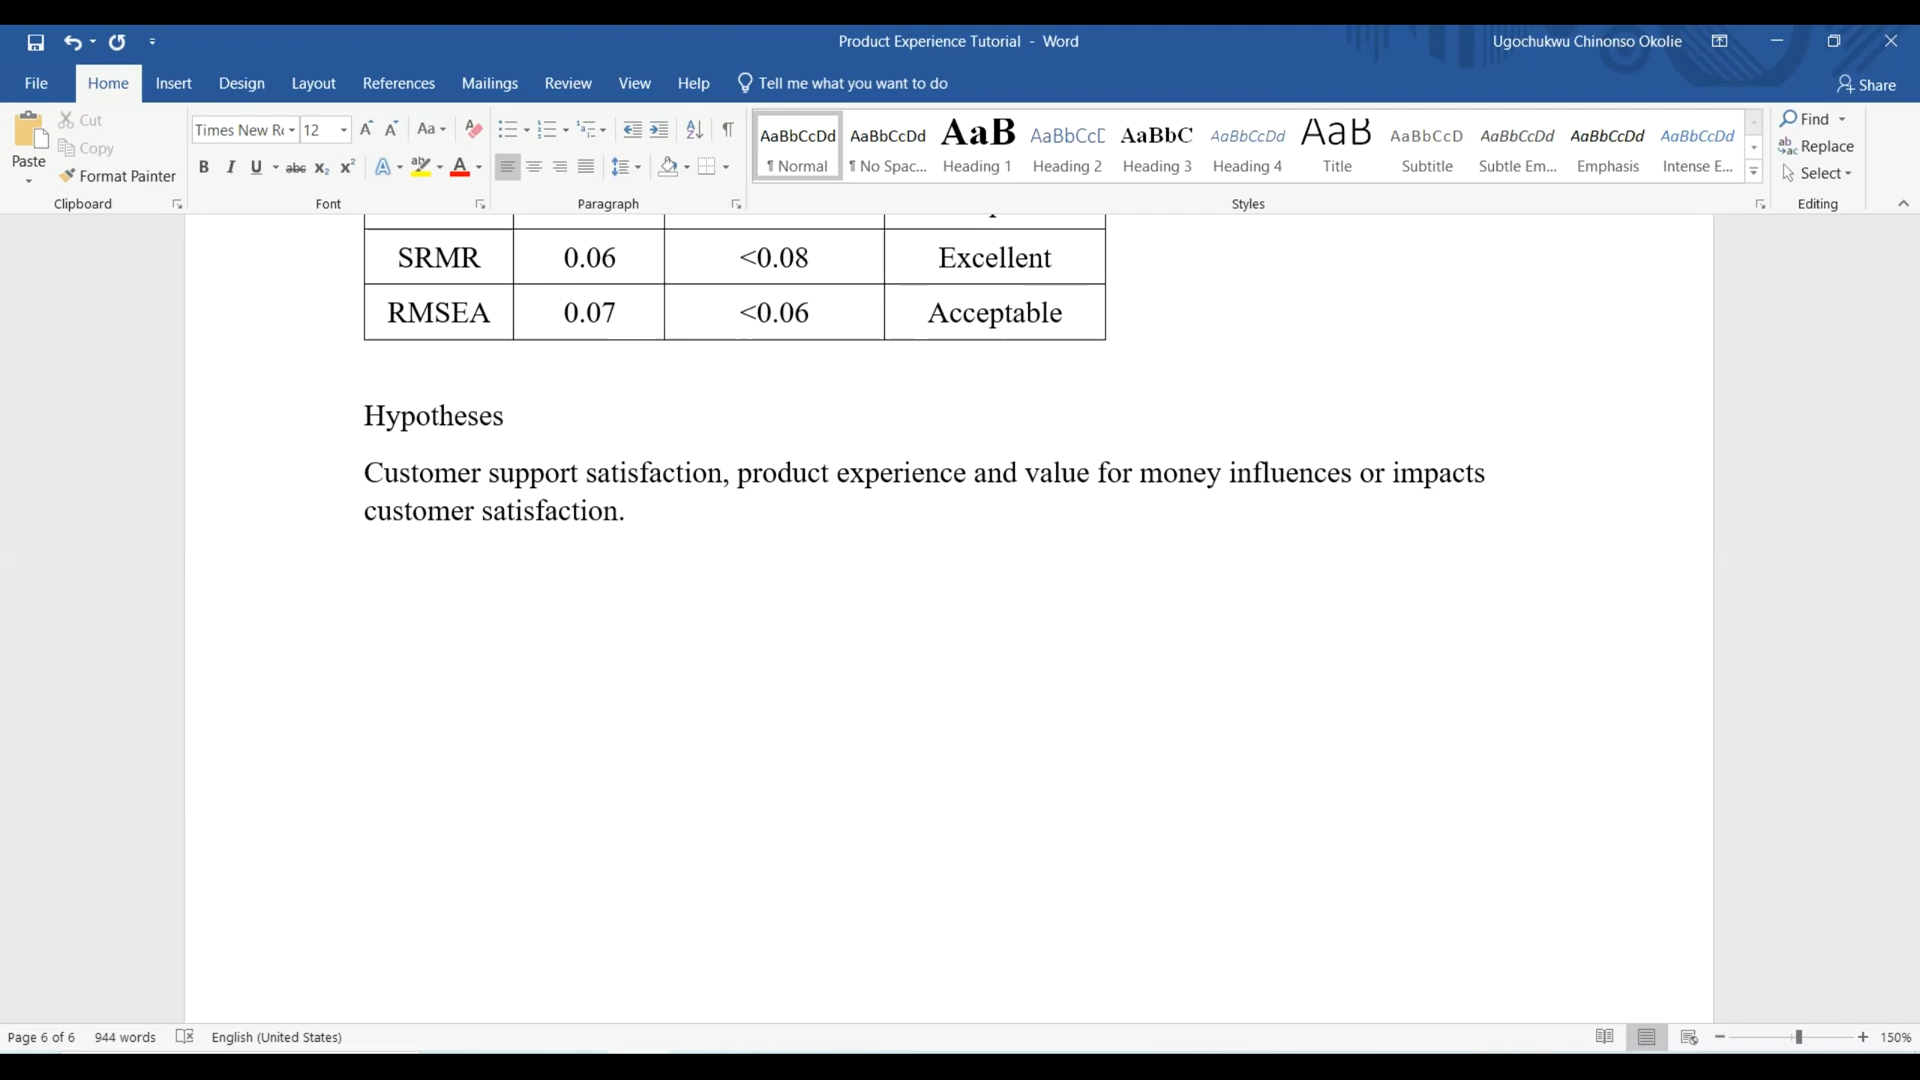 Product Experience Tutorial - Word
Ugochukwu Chinonso Okolie
File Home Insert Design Layout References Mailings Review View Help Tell me what you want to do
Share
Paste
Cut
Copy
Format Painter
Clipboard
Times New Ro 12
Font
Paragraph
AaBbCcDd AaBbCcDd AaB AaBbCcD AaBbC AaBbCcDd AaB AaBbCcD AaBbCcDd AaBbCcDd AaBbCcDd
¶ Normal ¶ No Spac... Heading 1 Heading 2 Heading 3 Heading 4 Title Subtitle Subtle Em... Emphasis Intense E...
Styles
Find
Replace
Select
Editing
SRMR 0.06 <0.08 Excellent
RMSEA 0.07 <0.06 Acceptable
Hypotheses
Customer support satisfaction, product experience and value for money influences or impacts
customer satisfaction.
Page 6 of 6 944 words English (United States) 150%